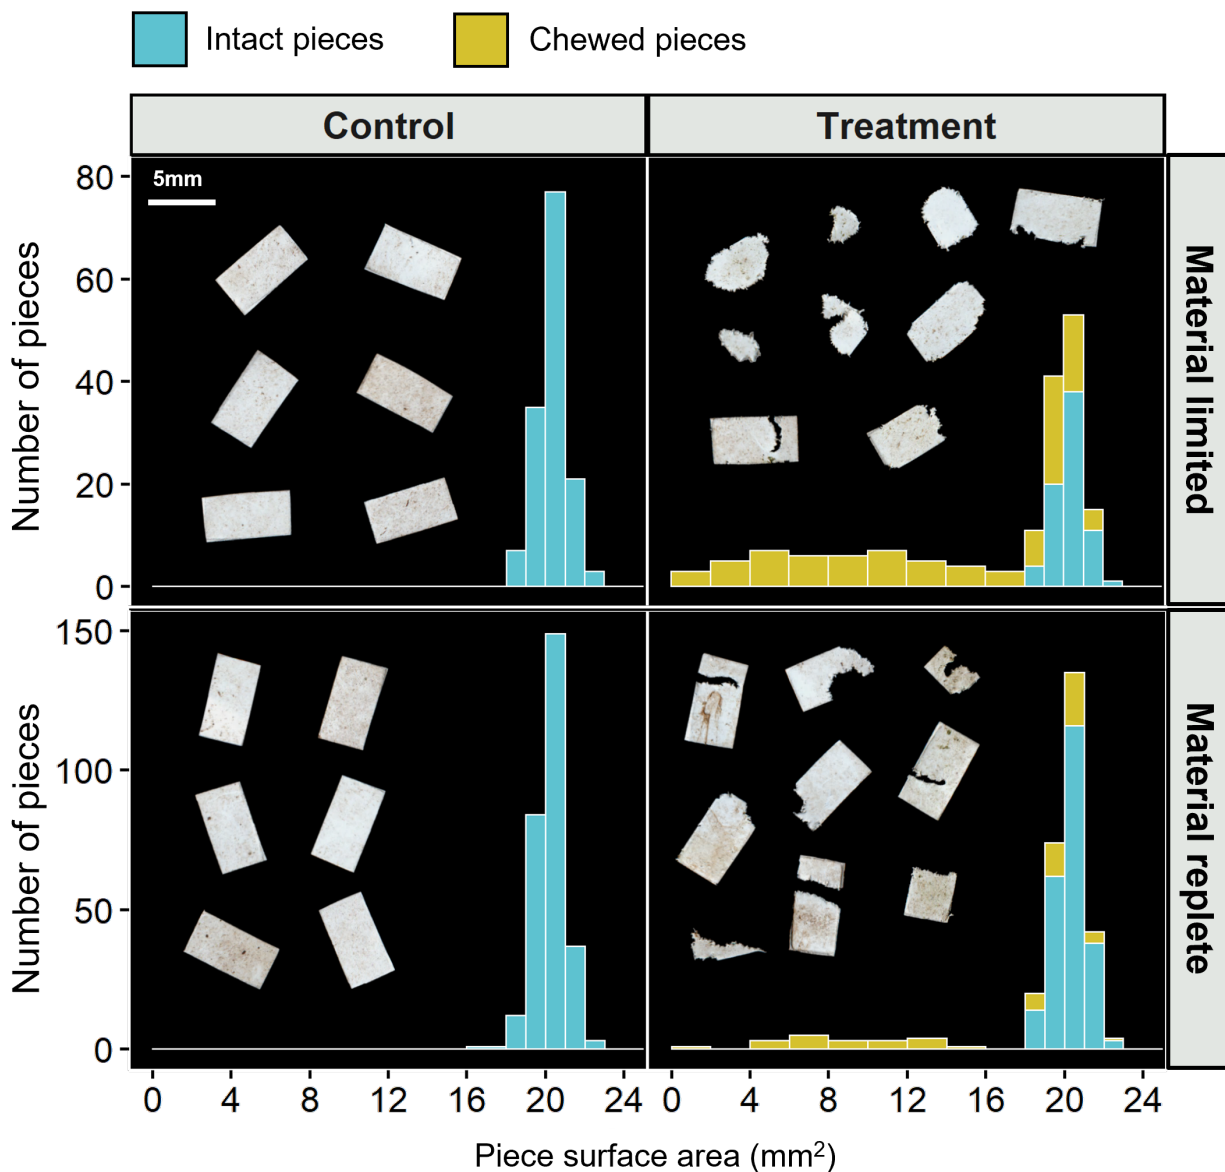 Intact pieces
Chewed pieces
Control
Treatment
80
60
40
20
0
Number of pieces
5mm
Material limited
150
100
50
0
Number of pieces
Material replete
0 4 8 12 16 20 24
0 4 8 12 16 20 24
Piece surface area (mm²)